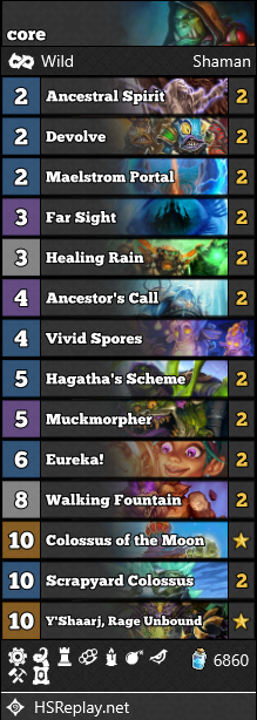 core
Wild Shaman
2 Ancestral Spirit 2
2 Devolve 2
2 Maelstrom Portal 2
3 Far Sight 2
3 Healing Rain 2
4 Ancestor's Call 2
4 Vivid Spores
5 Hagatha's Scheme 2
5 Muckmorpher 2
6 Eureka! 2
8 Walking Fountain 2
10 Colossus of the Moon ★
10 Scrapyard Colossus 2
10 Y'Shaarj, Rage Unbound ★
6860
HSReplay.net